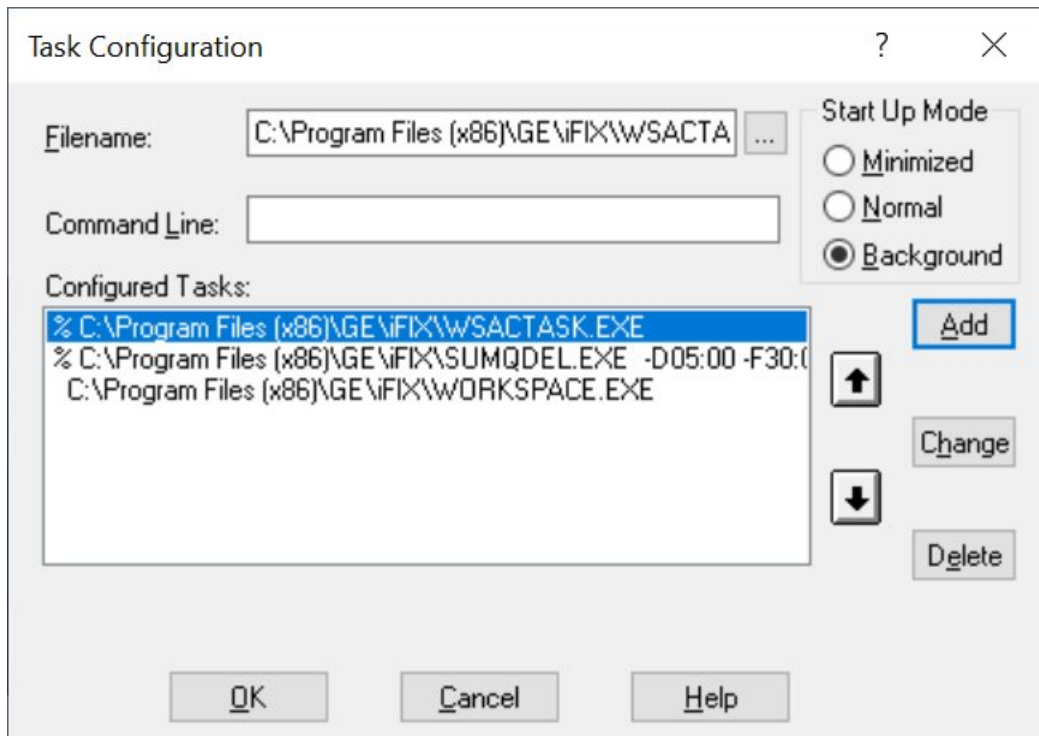 Task Configuration
? ×
Filename:
C:\Program Files (x86)\GE\iFIX\WSACTA
...
Start Up Mode
Minimized
Normal
Background
Command Line:
Configured Tasks:
% C:\Program Files (x86)\GE\iFIX\WSACTASK.EXE
% C:\Program Files (x86)\GE\iFIX\SUMQDEL.EXE -D05:00 -F30:
C:\Program Files (x86)\GE\iFIX\WORKSPACE.EXE
Add
Change
Delete
OK Cancel Help